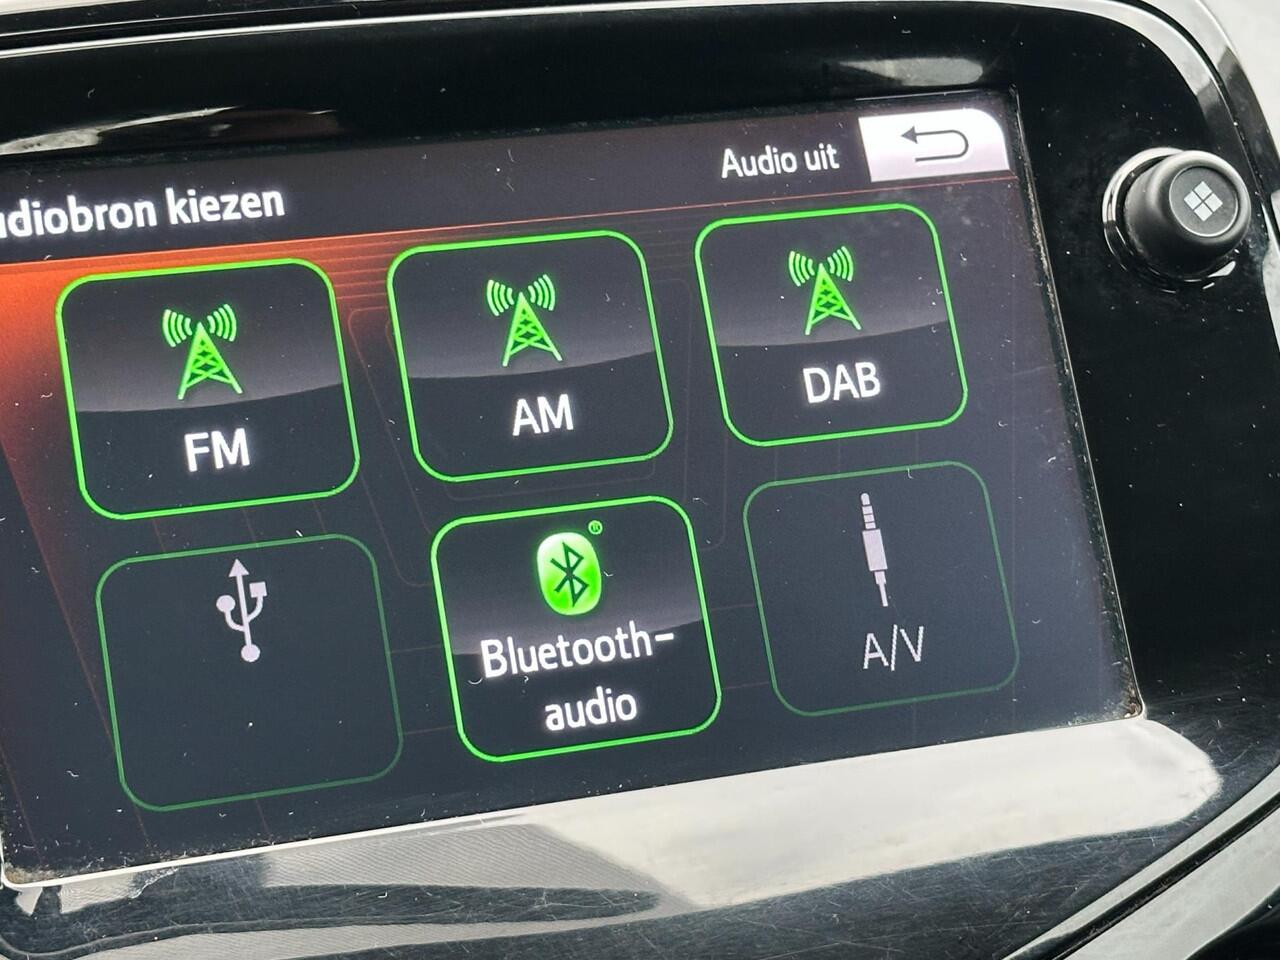 udiobron kiezen
Audio uit
FM
AM
DAB
Bluetooth-
audio
A/V